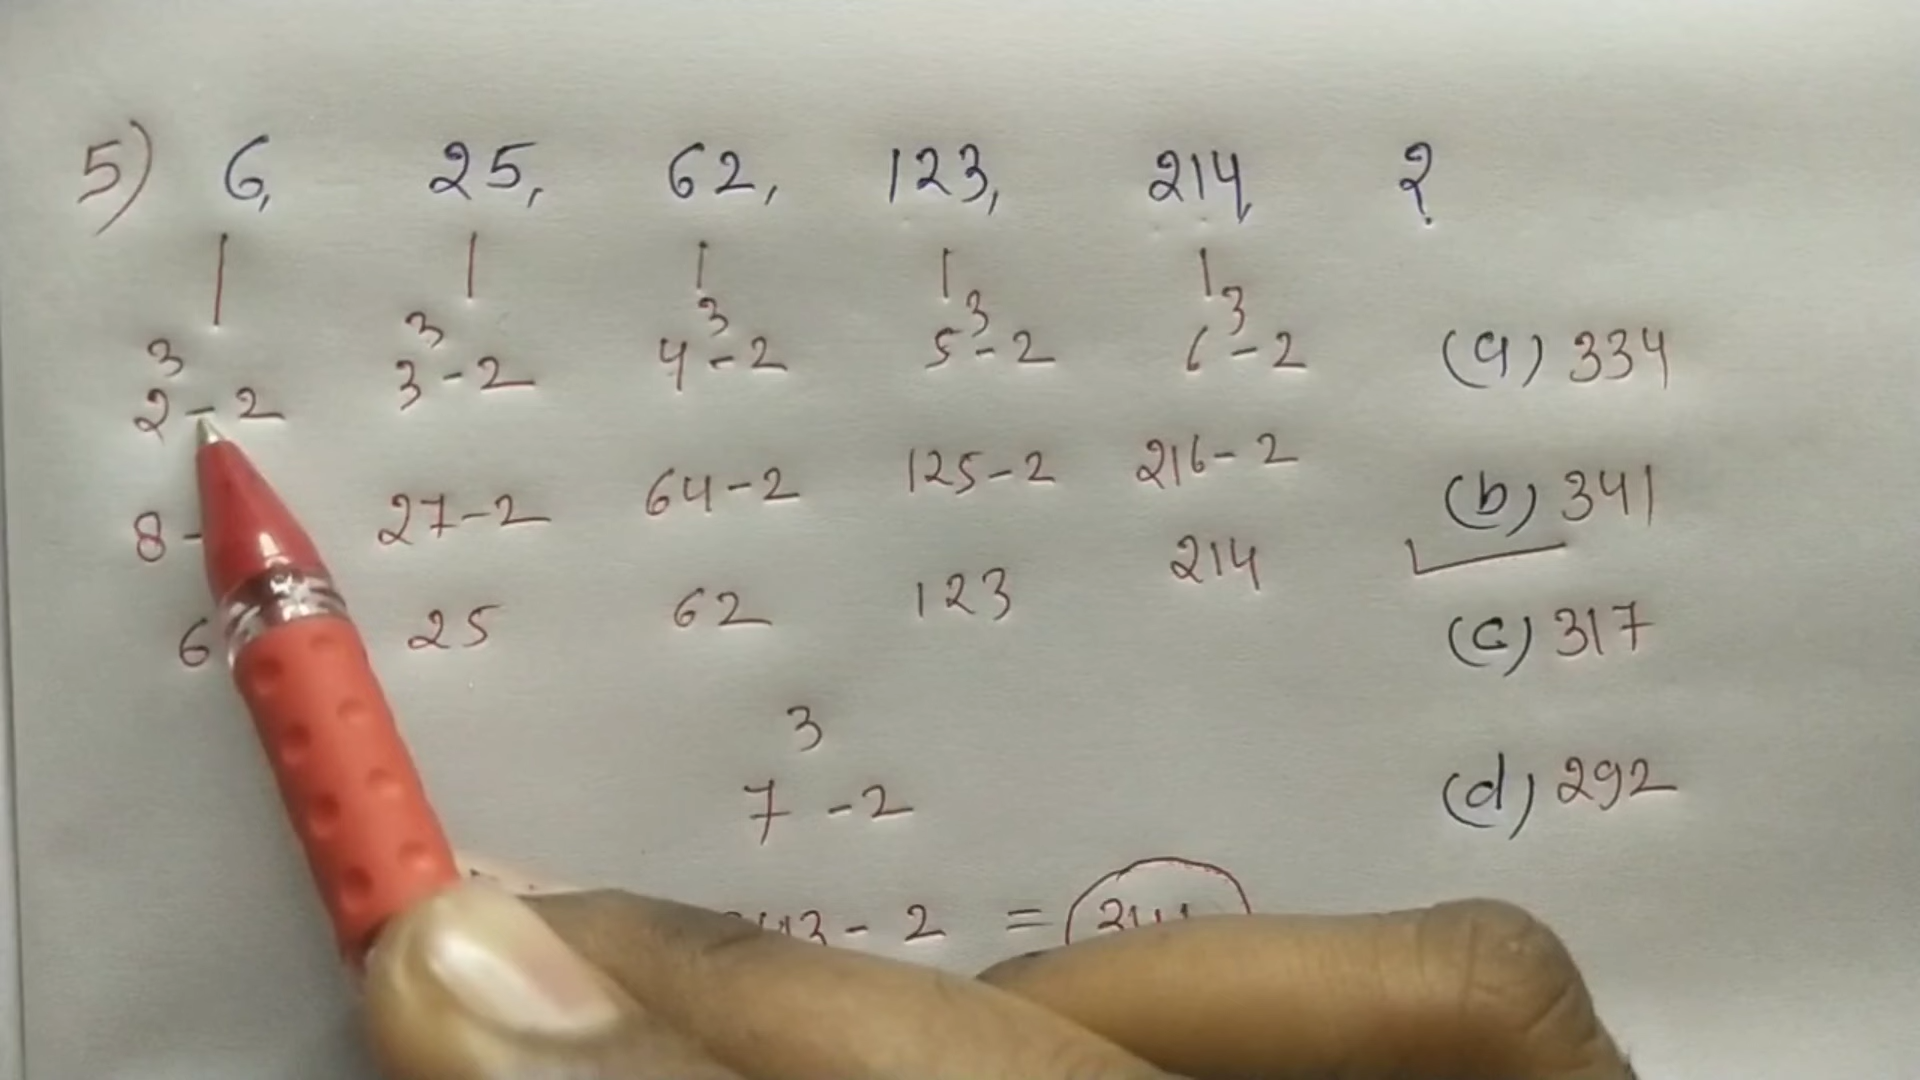 5) 6, 25, 62, 123, 214, ?
2³-2 3³-2 4³-2 5³-2 6³-2 (a) 334
8- 27-2 64-2 125-2 216-2 (b) 341
6 25 62 123 214 (c) 317
7³-2 (d) 292
43-2 =